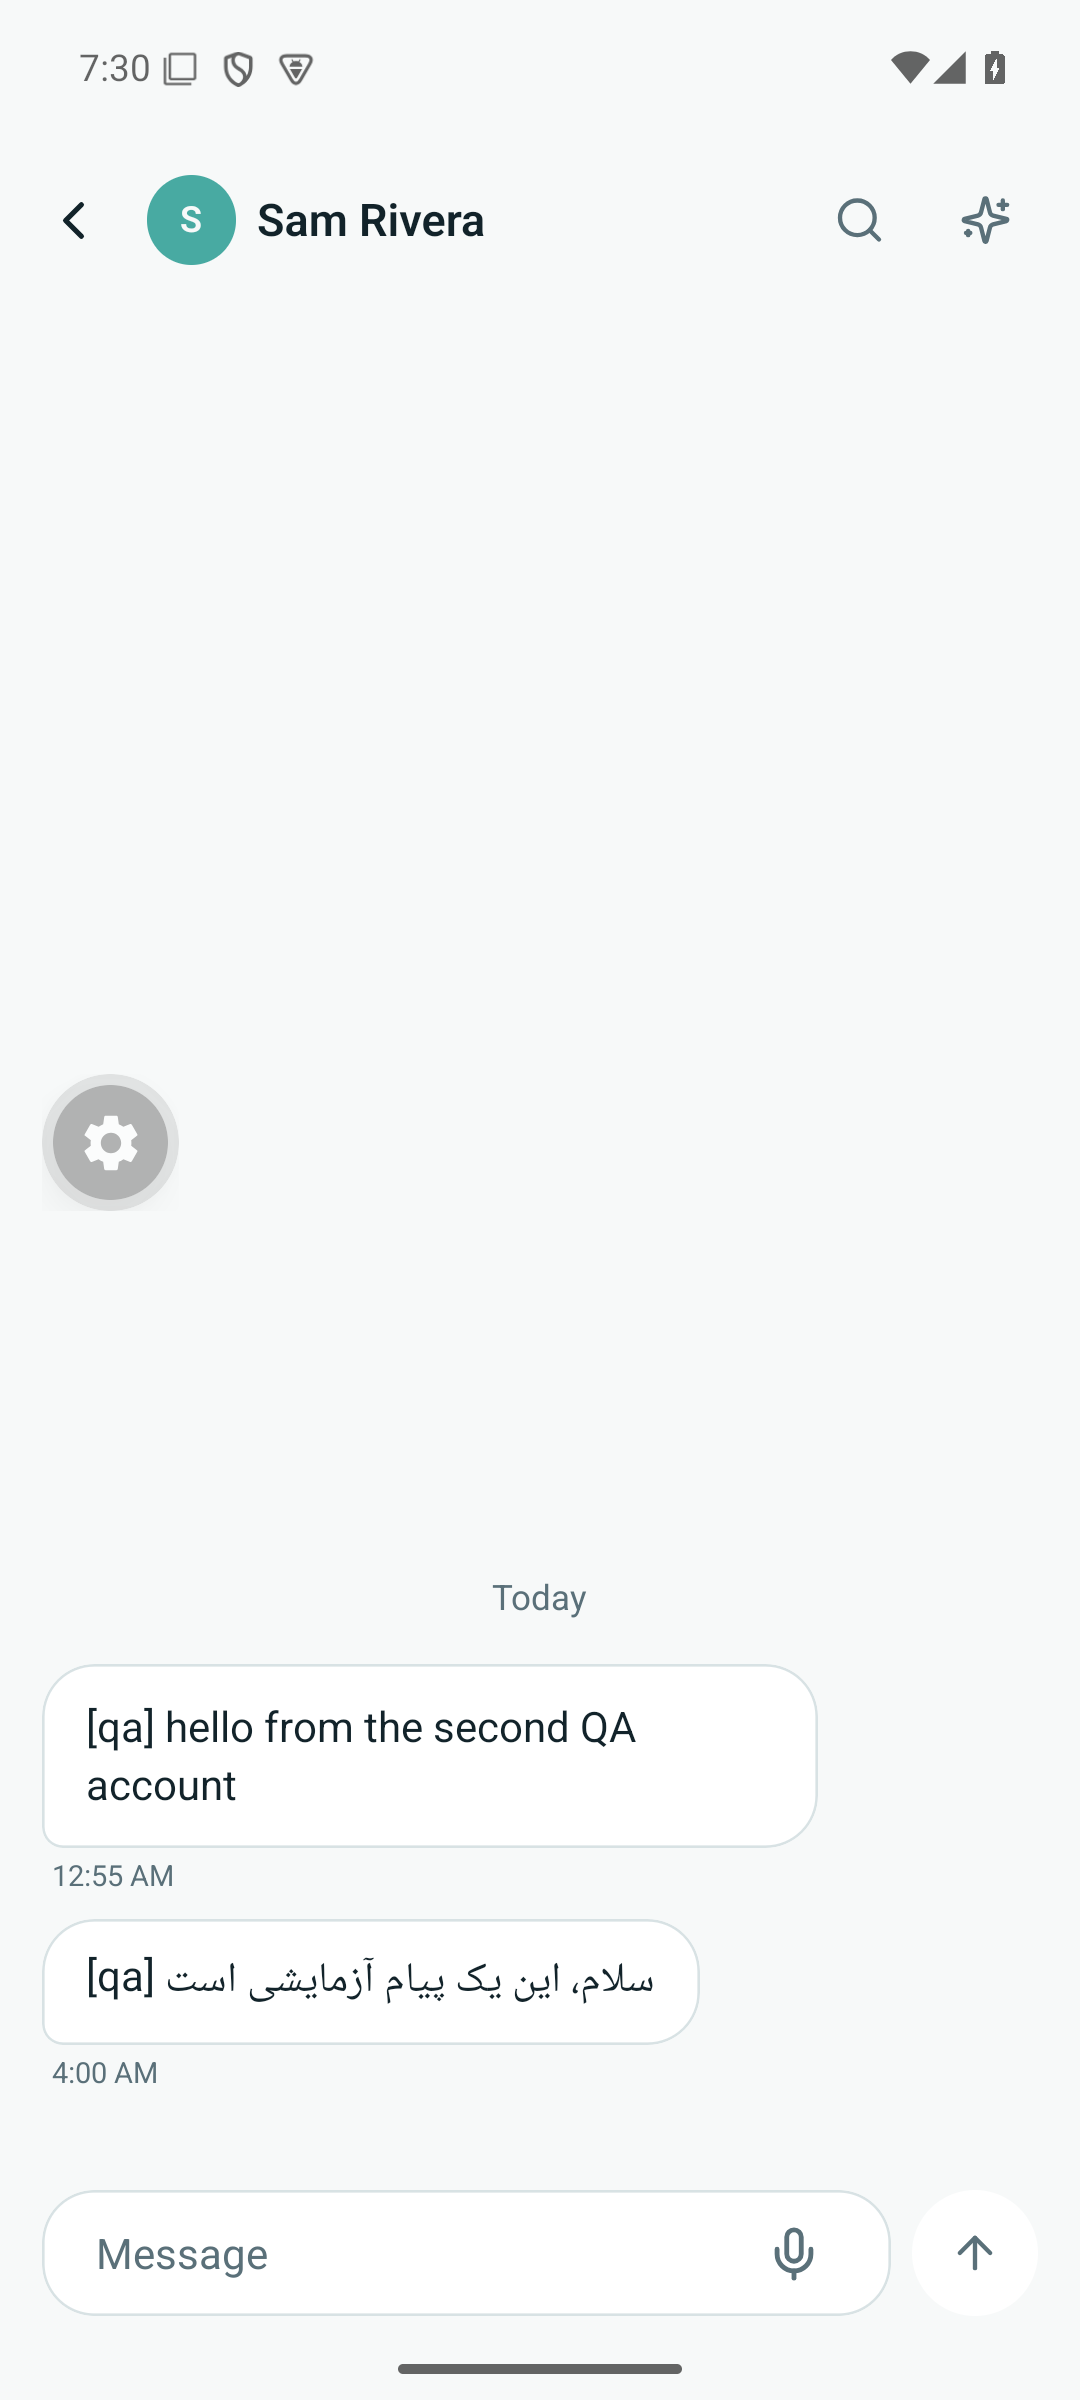 7:30
S
Sam Rivera
Today
[qa] hello from the second QA
account
12:55 AM
[qa] سلام، این یک پیام آزمایشی است
4:00 AM
Message